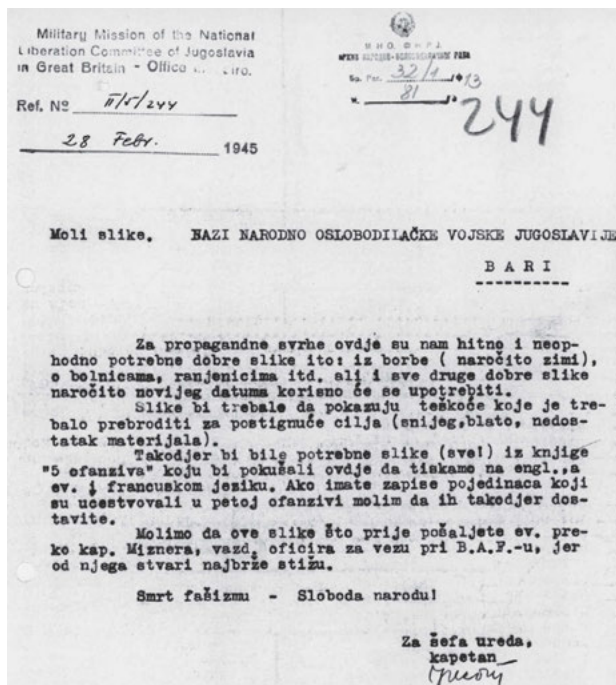 Military Mission of the National
Liberation Committee of Jugoslavia
in Great Britain - Office
Ref. Nº II/5/244
28 Febr. 1945
32/1 13
81
244
Moli slike. BAZI NARODNO OSLOBODILAČKE VOJSKE JUGOSLAVIJE
BARI
Za propagandne svrhe ovdje su nam hitno i neop-
hodno potrebne dobre slike ito: iz borbe ( naročito zimi),
o bolnicama, ranjenicima itd. ali i sve druge dobre slike
naročito novijeg datuma korisno će se upotrebiti.
Slike bi trebale da pokazuju teškoće koje je tre-
balo prebroditi za postignuće cilja (snijeg,blato, nedos-
tatak materijala).
Takodjer bi bile potrebne slike (sve!) iz knjige
"5 ofanziva" koju bi pokušali ovdje da tiskamo na engl.,a
ev. i francuskom jesiku. Ako imate zapise pojedinaca koji
su učestvovali u petoj ofanzivi molim da ih takodjer dos-
tavite.
Molimo da ove slike što prije pošaljete ev. pre-
ko kap. Miznera, vazd. oficira za vezu pri B.A.F.-u, jer
od njega stvari najbrže stižu.
Smrt fašizmu - Sloboda narodu!
Za šefa ureda,
kapetan